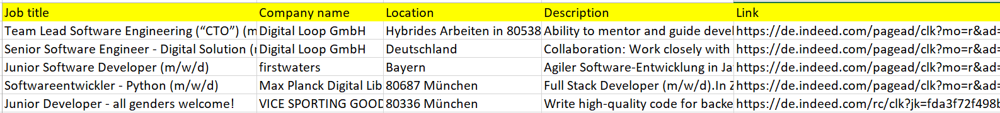 Job title Company name Location Description Link
Team Lead Software Engineering (“CTO”) (m Digital Loop GmbH Hybrides Arbeiten in 80538 Ability to mentor and guide deve https://de.indeed.com/pagead/clk?mo=r&ad=
Senior Software Engineer - Digital Solution (r Digital Loop GmbH Deutschland Collaboration: Work closely with https://de.indeed.com/pagead/clk?mo=r&ad=
Junior Software Developer (m/w/d) firstwaters Bayern Agiler Software-Entwicklung in Ja https://de.indeed.com/pagead/clk?mo=r&ad=
Softwareentwickler - Python (m/w/d) Max Planck Digital Lib 80687 München Full Stack Developer (m/w/d).In Z https://de.indeed.com/pagead/clk?mo=r&ad=
Junior Developer - all genders welcome! VICE SPORTING GOOD 80336 München Write high-quality code for backe https://de.indeed.com/rc/clk?jk=fda3f72f498b